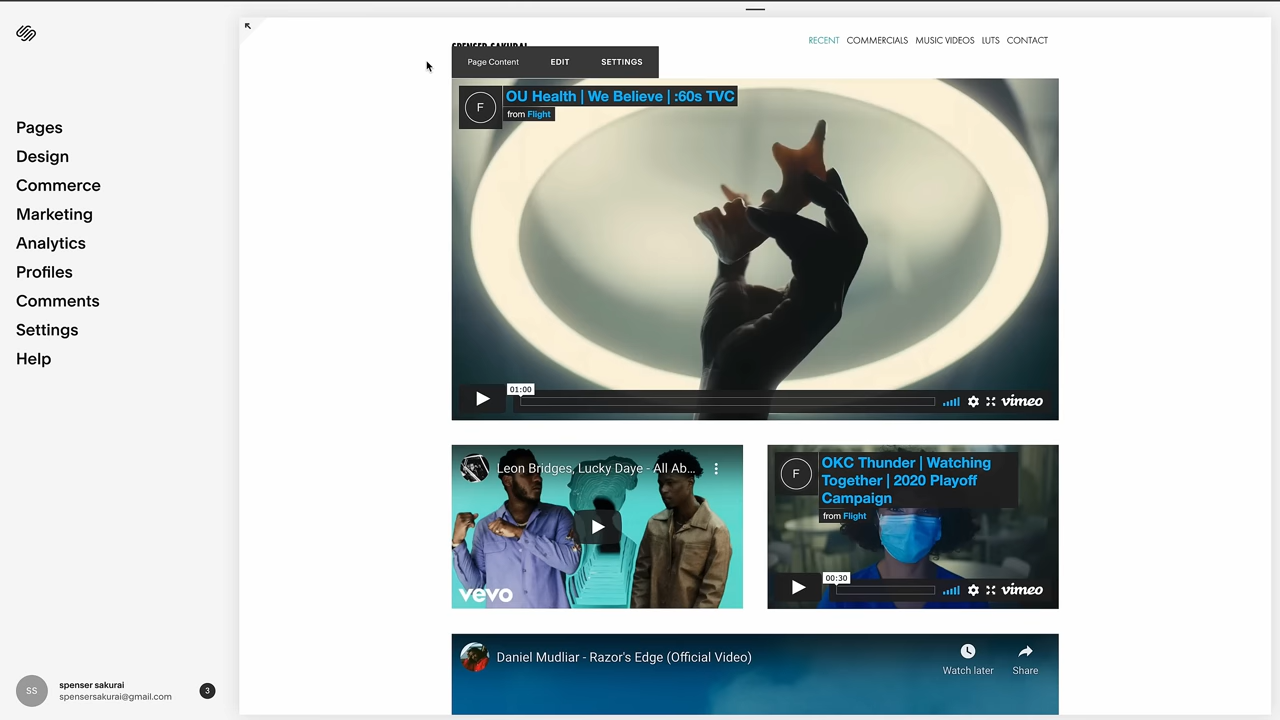 SPENSER SAKURAI
RECENT COMMERCIALS MUSIC VIDEOS LUTS CONTACT
Page Content EDIT SETTINGS
Pages
Design
Commerce
Marketing
Analytics
Profiles
Comments
Settings
Help
F
OU Health | We Believe | :60s TVC
from Flight
01:00
vimeo
Leon Bridges, Lucky Daye - All Ab...
vevo
F
OKC Thunder | Watching
Together | 2020 Playoff
Campaign
from Flight
00:30
vimeo
Daniel Mudliar - Razor's Edge (Official Video)
Watch later
Share
SS
spenser sakurai
spensersakurai@gmail.com
3